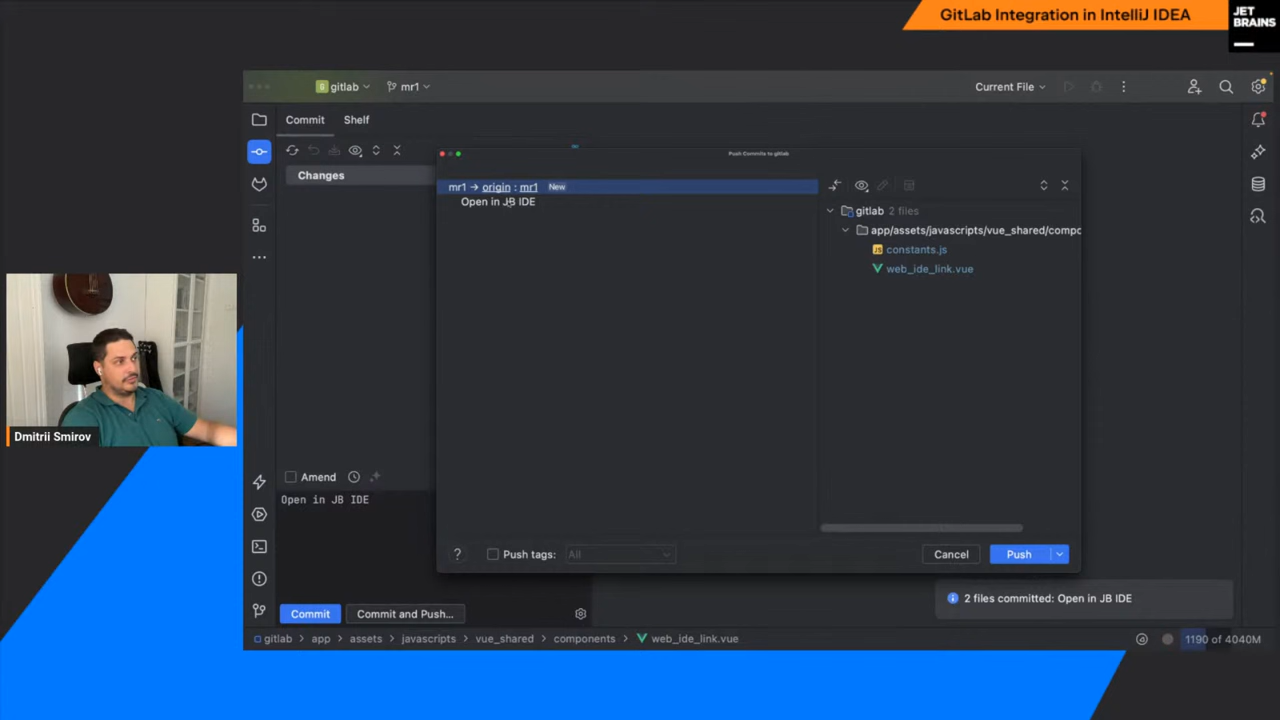 GitLab Integration in IntelliJ IDEA
JET
BRAINS
gitlab
mr1
Current File
Commit Shelf
Push Commits to gitlab
Changes
mr1 → origin : mr1 New
Open in JB IDE
gitlab 2 files
app/assets/javascripts/vue_shared/compo
constants.js
web_ide_link.vue
Dmitrii Smirov
Amend
Open in JB IDE
? Push tags: All
Cancel Push
2 files committed: Open in JB IDE
Commit Commit and Push...
gitlab > app > assets > javascripts > vue_shared > components > web_ide_link.vue
1190 of 4040M